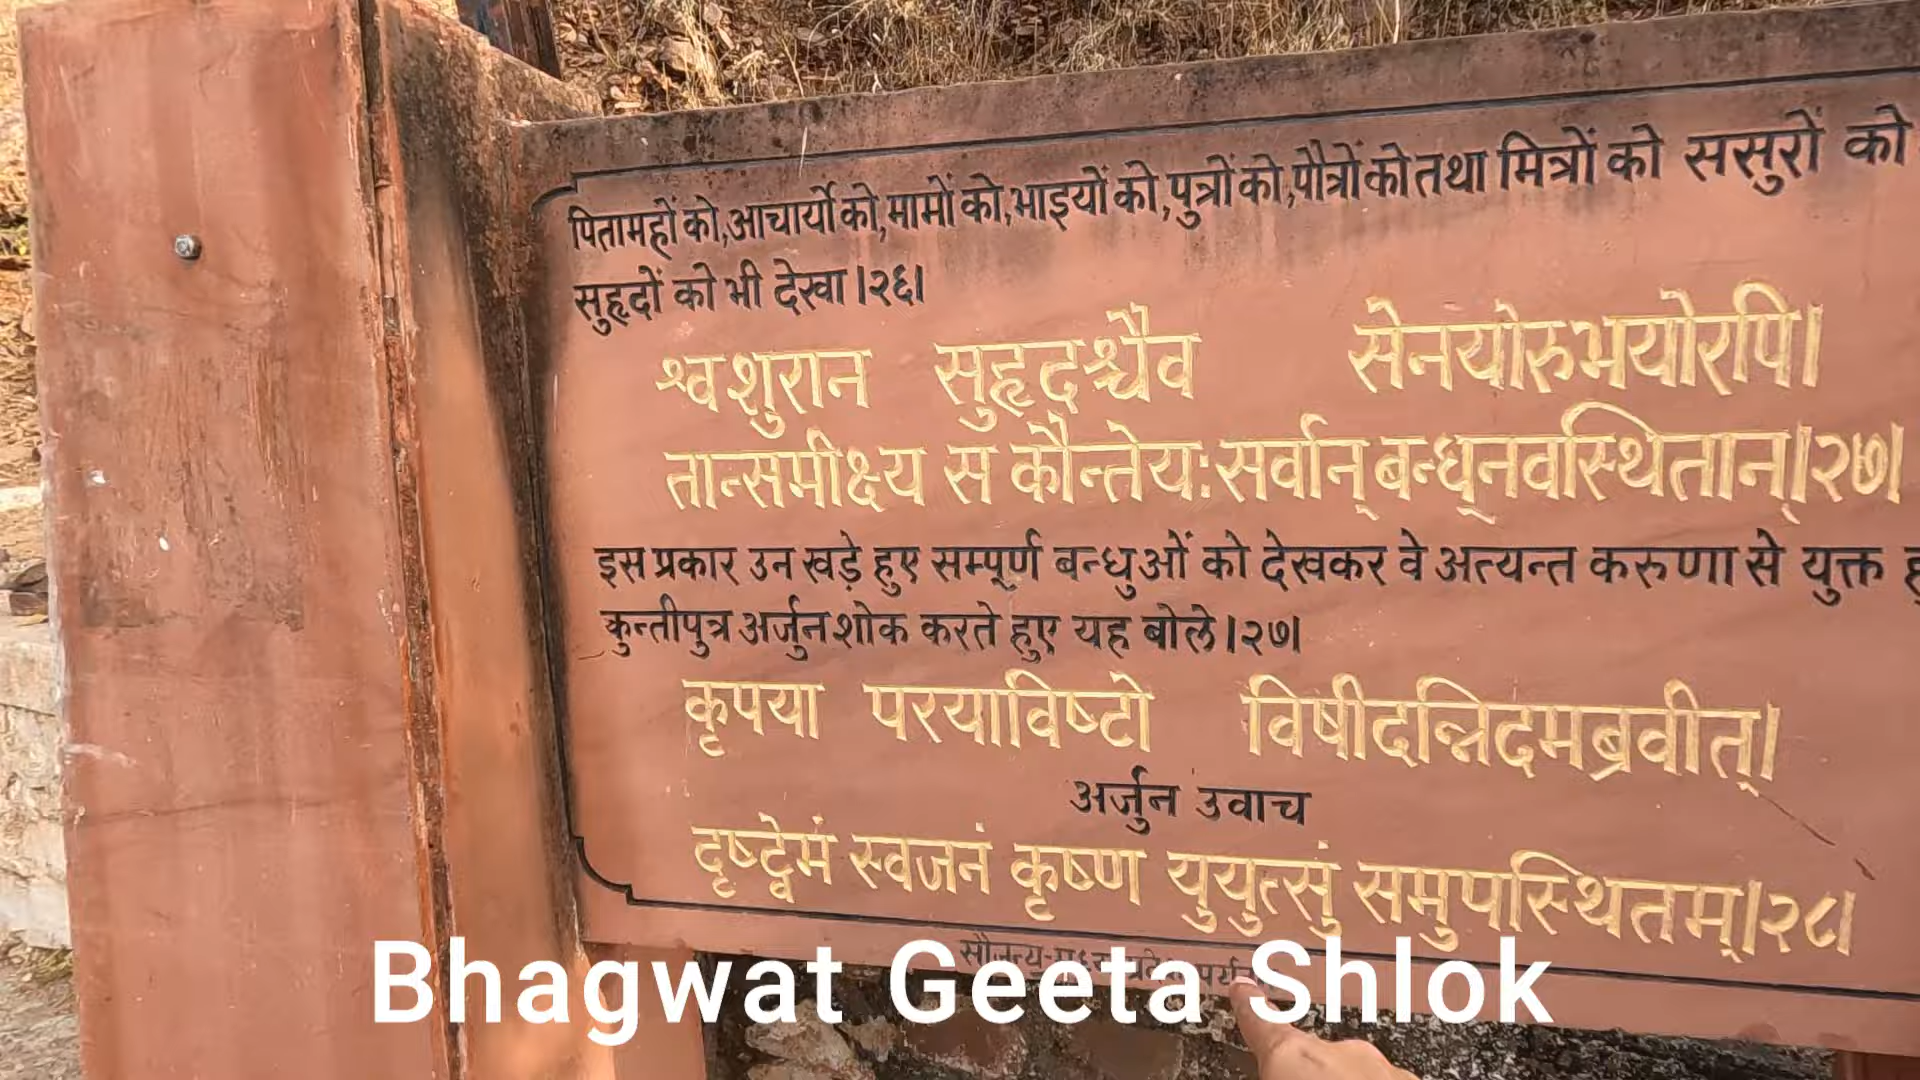 पितामहों को,आचार्यो को,मामों को,भाइयों को,पुत्रों को,पौत्रों को तथा मित्रों को ससुरों को
सुहृदों को भी देखा।२६।
श्वशुरान सुहृदश्चैव सेनयोरुभयोरपि।
तान्समीक्ष्य स कौन्तेय:सर्वान् बन्धूनवस्थितान्।२७।
इस प्रकार उन खड़े हुए सम्पूर्ण बन्धुओं को देखकर वे अत्यन्त करुणा से युक्त
कुन्तीपुत्र अर्जुन शोक करते हुए यह बोले।२७।
कृपया परयाविष्टो विषीदन्निदमब्रवीत्।
अर्जुन उवाच
दृष्ट्वेमं स्वजनं कृष्ण युयुत्सुं समुपस्थितम्।२८।
सौजन्य-
Bhagwat Geeta Shlok